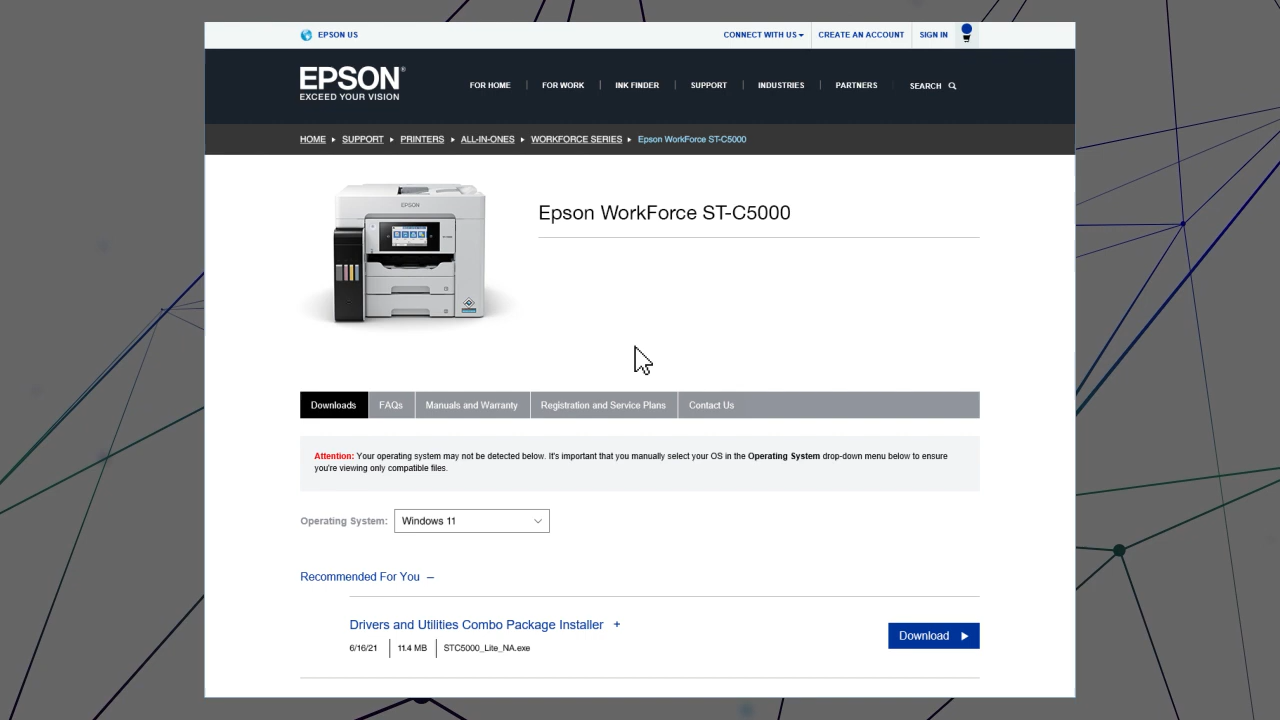 EPSON US
CONNECT WITH US
CREATE AN ACCOUNT
SIGN IN
EPSON®
EXCEED YOUR VISION
FOR HOME
FOR WORK
INK FINDER
SUPPORT
INDUSTRIES
PARTNERS
SEARCH
HOME
SUPPORT
PRINTERS
ALL-IN-ONES
WORKFORCE SERIES
Epson WorkForce ST-C5000
EPSON
Epson WorkForce ST-C5000
Downloads
FAQs
Manuals and Warranty
Registration and Service Plans
Contact Us
Attention: Your operating system may not be detected below. It's important that you manually select your OS in the Operating System drop-down menu below to ensure
you're viewing only compatible files.
Operating System: Windows 11
Recommended For You –
Drivers and Utilities Combo Package Installer +
Download
6/16/21 | 11.4 MB | STC5000_Lite_NA.exe